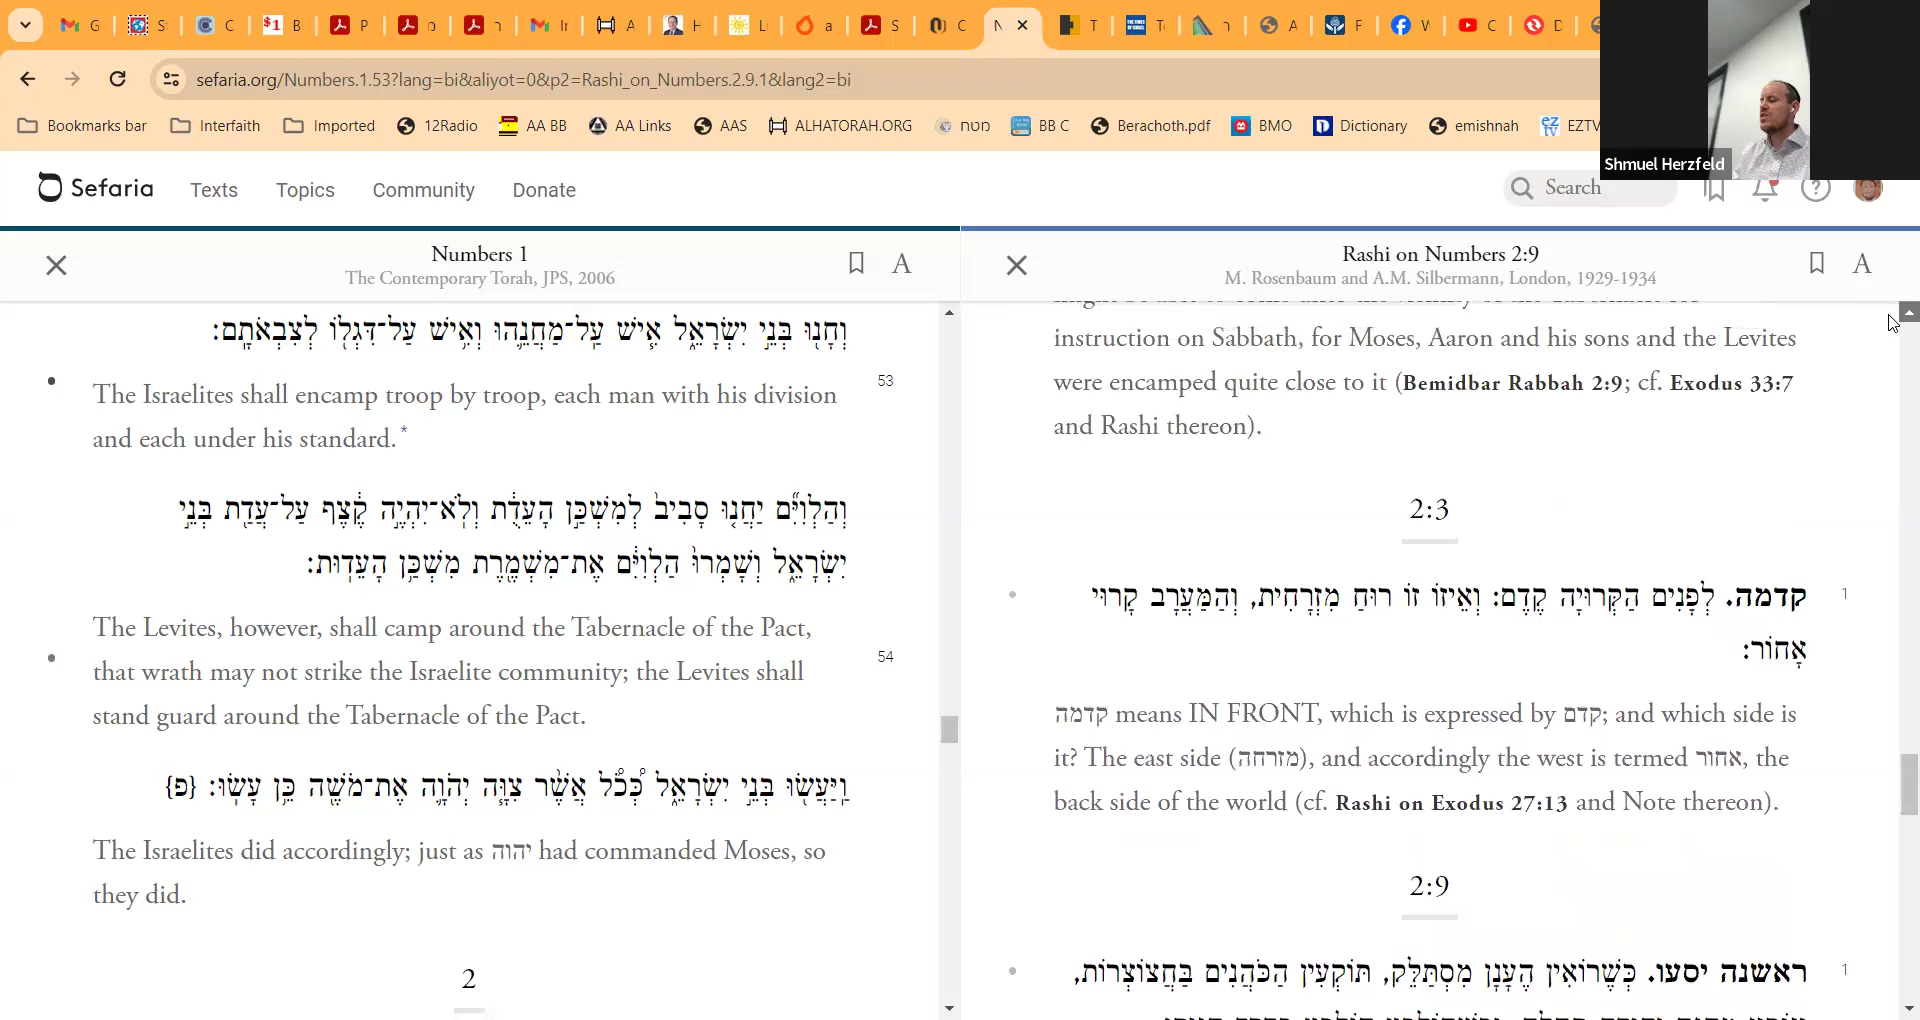 sefaria.org/Numbers.1.53?lang=bi&aliyot=0&p2=Rashi_on_Numbers.2.9.1&lang2=bi
Bookmarks bar Interfaith Imported 12Radio AA BB AA Links AAS ALHATORAH.ORG מטח BB C Berachoth.pdf BMO Dictionary emishnah EZTV
Shmuel Herzfeld
Sefaria Texts Topics Community Donate Search
Numbers 1
The Contemporary Torah, JPS, 2006
וְחָנ֖וּ בְּנֵ֣י יִשְׂרָאֵ֑ל אִ֧ישׁ עַֽל־מַחֲנֵ֛הוּ וְאִ֥ישׁ עַל־דִּגְל֖וֹ לְצִבְאֹתָֽם׃
The Israelites shall encamp troop by troop, each man with his division
and each under his standard.*
53
וְהַלְוִיִּ֞ם יַחֲנ֤וּ סָבִיב֙ לְמִשְׁכַּ֣ן הָעֵדֻ֔ת וְלֹֽא־יִהְיֶ֣ה קֶ֔צֶף עַל־עֲדַ֖ת בְּנֵ֣י
יִשְׂרָאֵ֑ל וְשָׁמְרוּ֙ הַלְוִיִּ֔ם אֶת־מִשְׁמֶ֖רֶת מִשְׁכַּ֥ן הָעֵדֽוּת׃
The Levites, however, shall camp around the Tabernacle of the Pact,
that wrath may not strike the Israelite community; the Levites shall
stand guard around the Tabernacle of the Pact.
54
וַֽיַּעֲשׂ֖וּ בְּנֵ֣י יִשְׂרָאֵ֑ל כְּ֠כֹ֠ל אֲשֶׁ֨ר צִוָּ֧ה יְהֹוָ֛ה אֶת־מֹשֶׁ֖ה כֵּ֥ן עָשֽׂוּ׃ {פ}
The Israelites did accordingly; just as יהוה had commanded Moses, so
they did.
2
Rashi on Numbers 2:9
M. Rosenbaum and A.M. Silbermann, London, 1929-1934
instruction on Sabbath, for Moses, Aaron and his sons and the Levites
were encamped quite close to it (Bemidbar Rabbah 2:9; cf. Exodus 33:7
and Rashi thereon).
2:3
קדמה. לְפָנִים הַקְּרוּיָה קֶדֶם: וְאֵיזוֹ זוֹ רוּחַ מִזְרָחִית, וְהַמַּעֲרָב קָרוּי
אָחוֹר:
1
קדמה means IN FRONT, which is expressed by קדם; and which side is
it? The east side (מזרחה), and accordingly the west is termed אחור, the
back side of the world (cf. Rashi on Exodus 27:13 and Note thereon).
2:9
ראשנה יסעו. כְּשֶׁרוֹאִין הֶעָנָן מִסְתַּלֵּק, תּוֹקְעִין הַכֹּהֲנִים בַּחֲצוֹצְרוֹת,
1